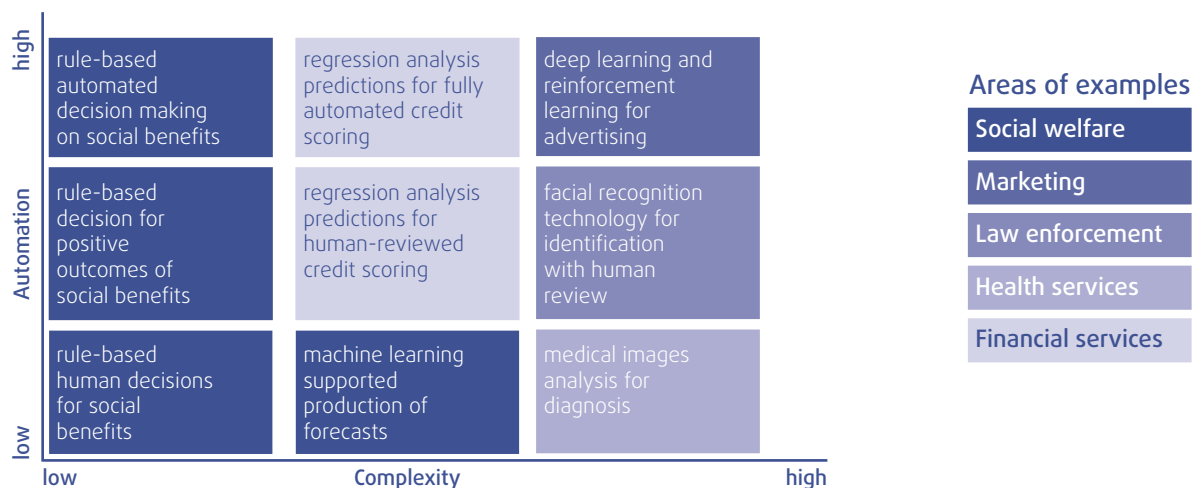 high
rule-based
automated
decision making
on social benefits
regression analysis
predictions for fully
automated credit
scoring
deep learning and
reinforcement
learning for
advertising
Automation
rule-based
decision for
positive
outcomes of
social benefits
regression analysis
predictions for
human-reviewed
credit scoring
facial recognition
technology for
identification
with human
review
rule-based
human decisions
for social
benefits
machine learning
supported
production of
forecasts
medical images
analysis for
diagnosis
low
low
Complexity
high
Areas of examples
Social welfare
Marketing
Law enforcement
Health services
Financial services